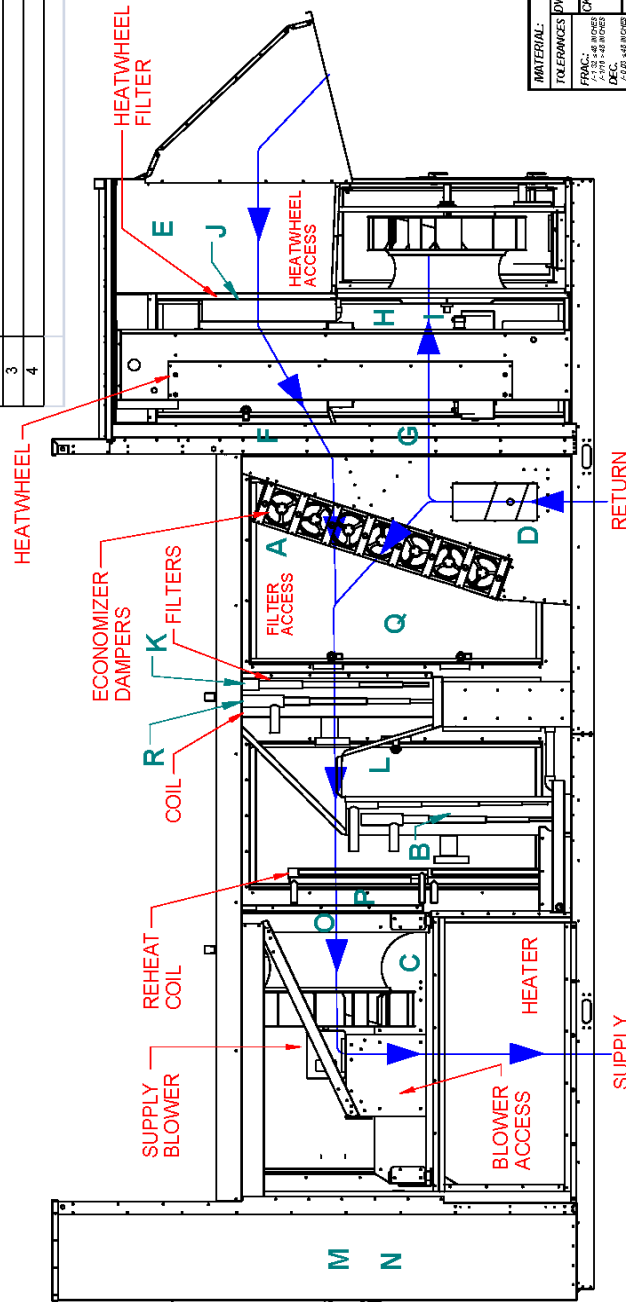 3
4
MATERIAL:
TOLERANCES
FRAC.:
DEC.
HEATWHEEL
FILTER
HEATWHEEL
ECONOMIZER
DAMPERS
FILTERS
K
R
COIL
REHEAT
COIL
SUPPLY
BLOWER
E
J
HEATWHEEL
ACCESS
H
I
F
G
A
FILTER
ACCESS
Q
D
L
B
P
O
C
HEATER
BLOWER
ACCESS
M
N
RETURN
SUPPLY